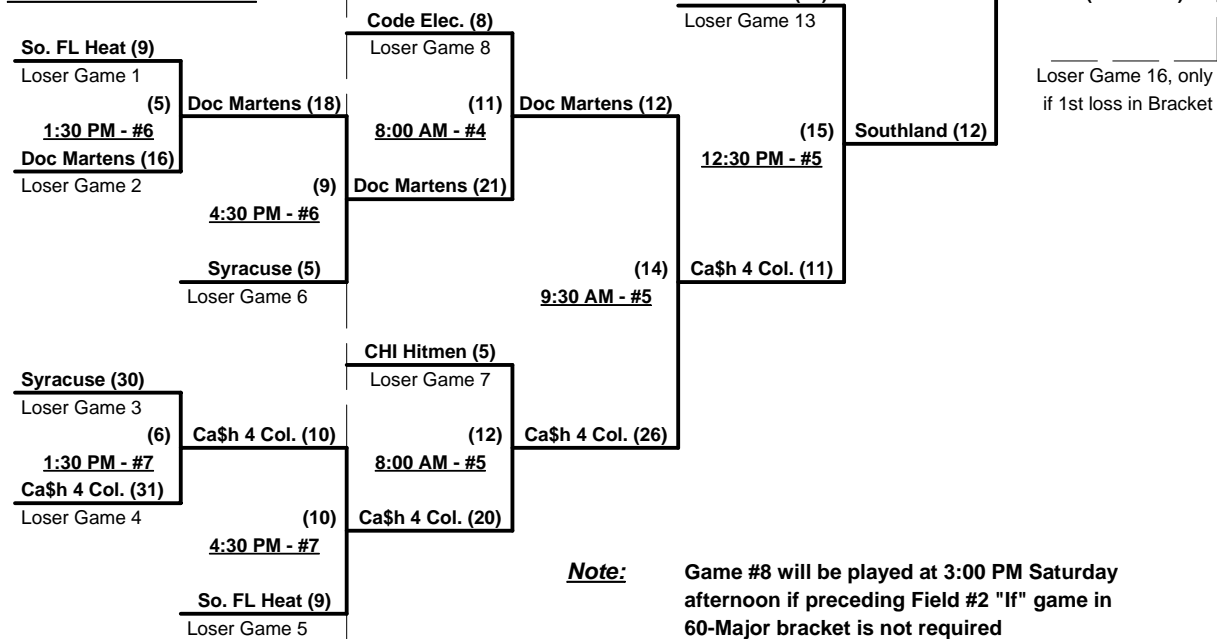 Code Elec. (8)
Loser Game 13
So. FL Heat (9)
Loser Game 8
Loser Game 1
Loser Game 16, only
(5)
Doc Martens (18)
(11)
Doc Martens (12)
if 1st loss in Bracket
1:30 PM - #6
8:00 AM - #4
(15)
Southland (12)
Doc Martens (16)
12:30 PM - #5
Loser Game 2
(9)
Doc Martens (21)
4:30 PM - #6
Syracuse (5)
(14)
Ca$h 4 Col. (11)
Loser Game 6
9:30 AM - #5
CHI Hitmen (5)
Syracuse (30)
Loser Game 7
Loser Game 3
(6)
Ca$h 4 Col. (10)
(12)
Ca$h 4 Col. (26)
1:30 PM - #7
8:00 AM - #5
Ca$h 4 Col. (31)
Loser Game 4
(10)
Ca$h 4 Col. (20)
4:30 PM - #7
Note:
Game #8 will be played at 3:00 PM Saturday
afternoon if preceding Field #2 "If" game in
60-Major bracket is not required
So. FL Heat (9)
Loser Game 5